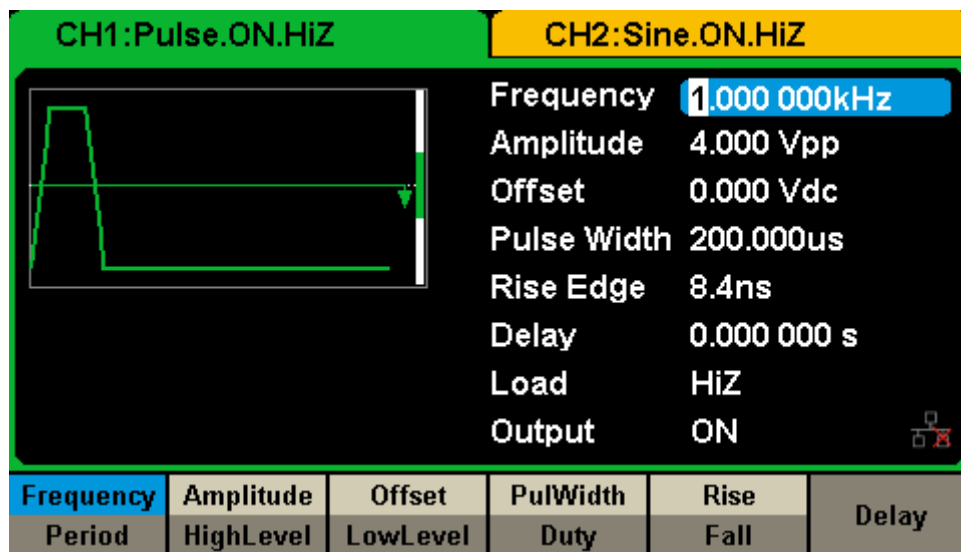 CH1:Pulse.ON.HiZ CH2:Sine.ON.HiZ
Frequency 1.000 000kHz
Amplitude 4.000 Vpp
Offset 0.000 Vdc
Pulse Width 200.000us
Rise Edge 8.4ns
Delay 0.000 000 s
Load HiZ
Output ON
Frequency Amplitude Offset PulWidth Rise Delay
Period HighLevel LowLevel Duty Fall